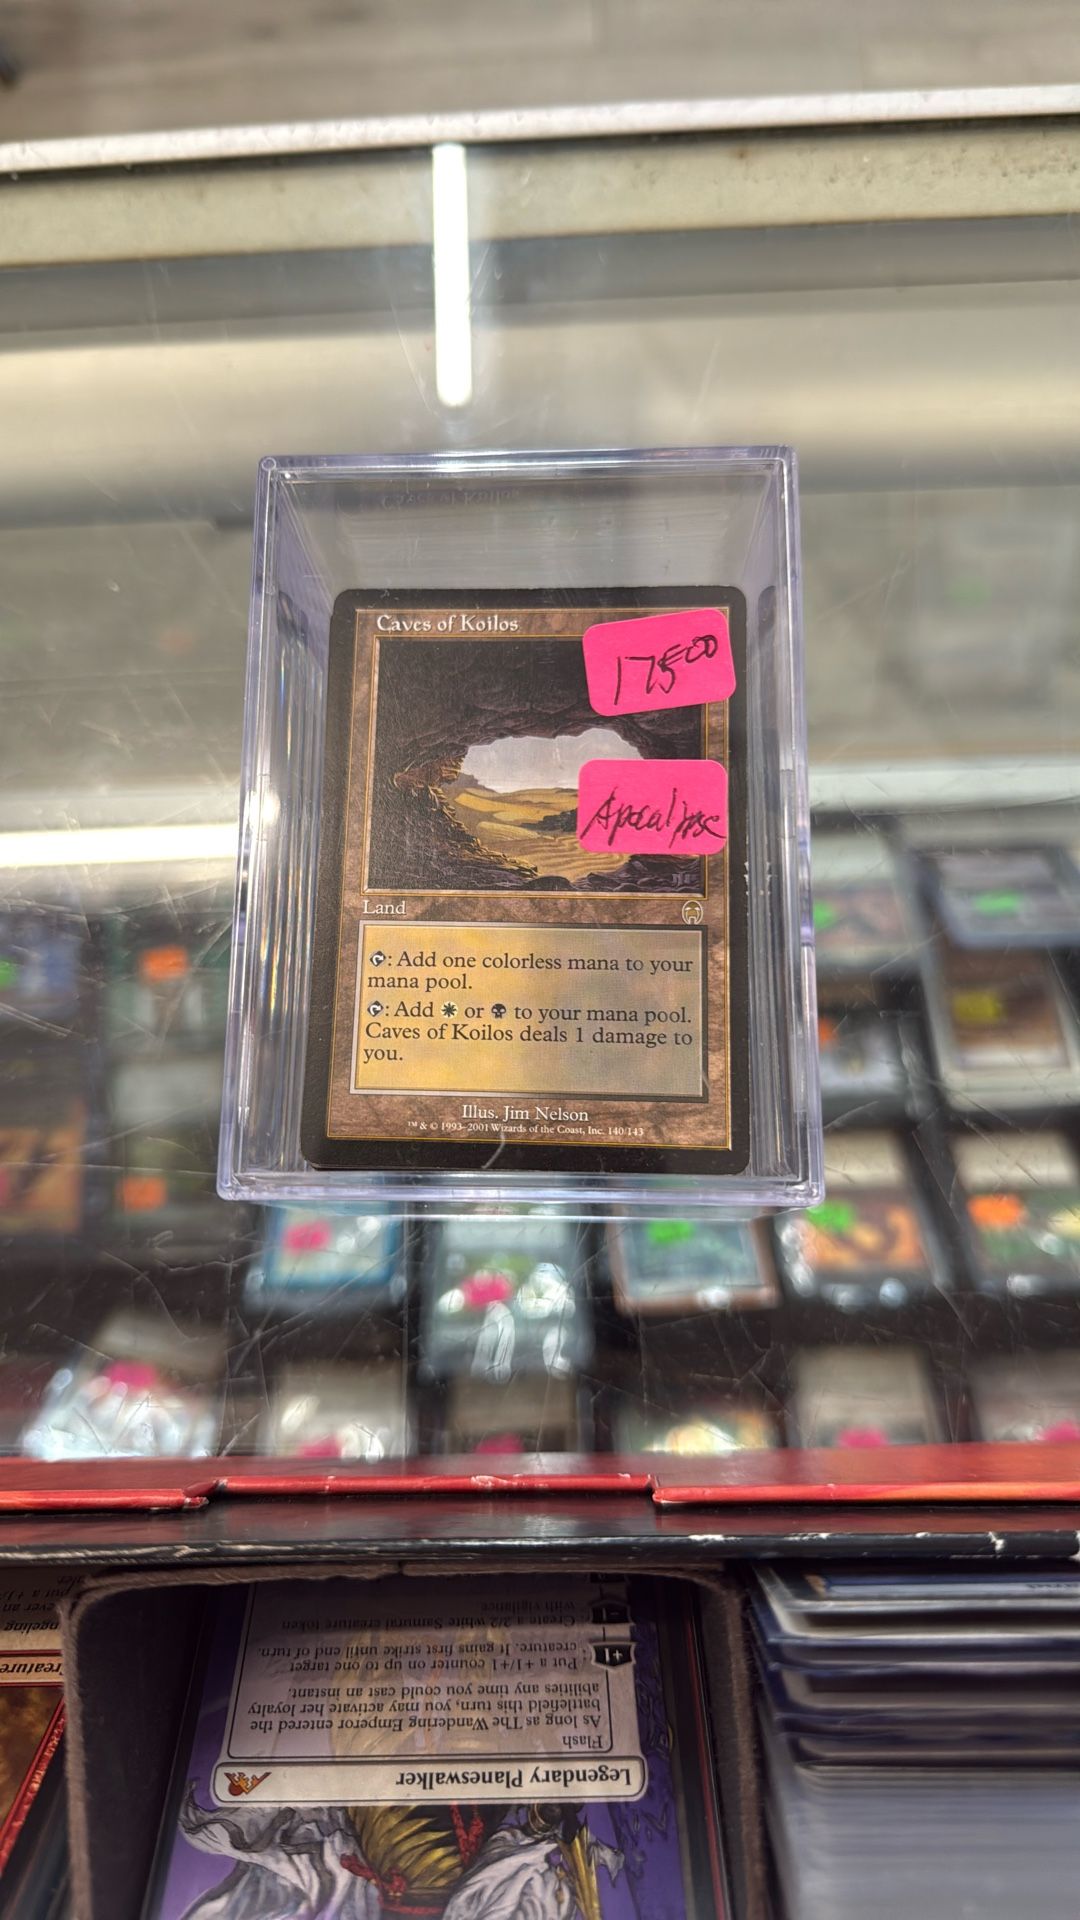 Caves of Koilos
17500
Apocalypse
Land
: Add one colorless mana to your
mana pool.
: Add or to your mana pool.
Caves of Koilos deals 1 damage to
you.
Illus. Jim Nelson
™ & © 1993-2001 Wizards of the Coast, Inc. 140/143
Legendary Planeswalker
Flash
As long as The Wandering Emperor entered the
battlefield this turn, you may activate her loyalty
abilities any time you could cast an instant.
+1
: Put a +1/+1 counter on up to one target
creature. It gains first strike until end of turn.
: Create a 2/2 white Samurai creature token
with vigilance